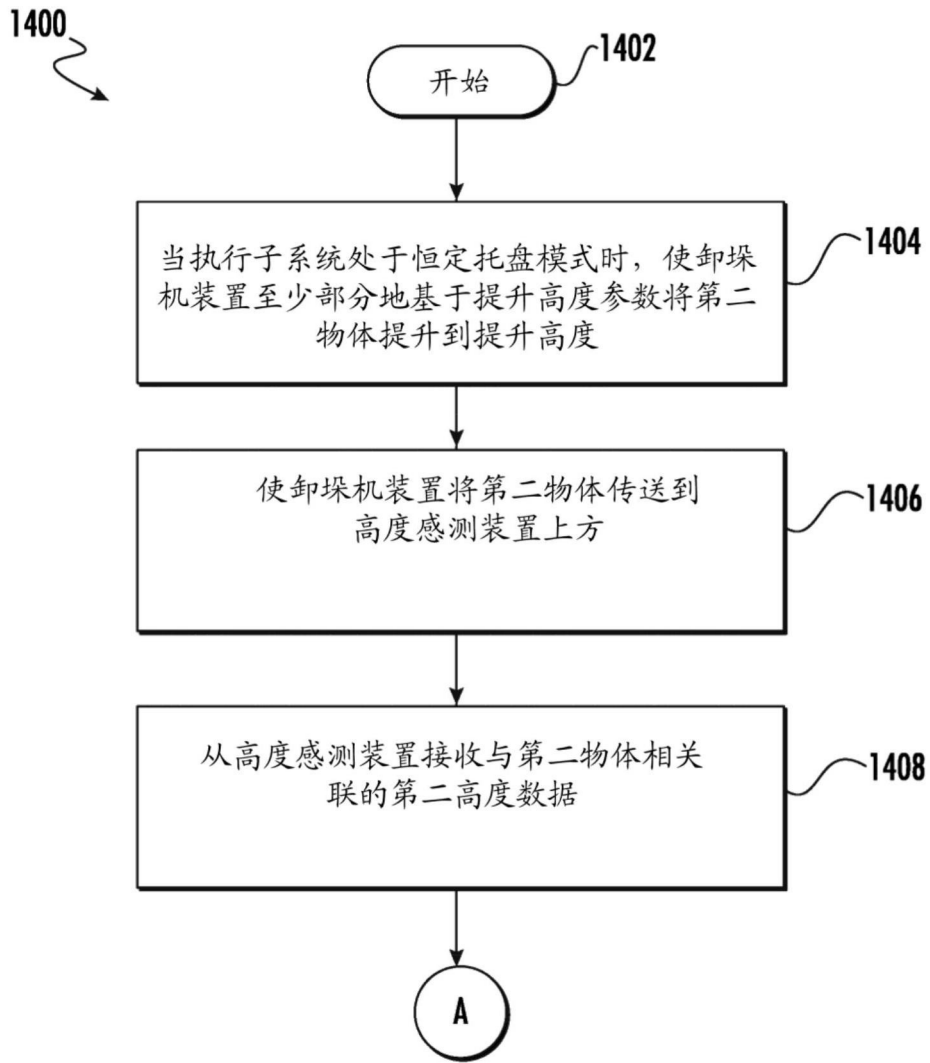 1400
开始
1402
当执行子系统处于恒定托盘模式时，使卸垛
机装置至少部分地基于提升高度参数将第二
物体提升到提升高度
1404
使卸垛机装置将第二物体传送到
高度感测装置上方
1406
从高度感测装置接收与第二物体相关
联的第二高度数据
1408
A